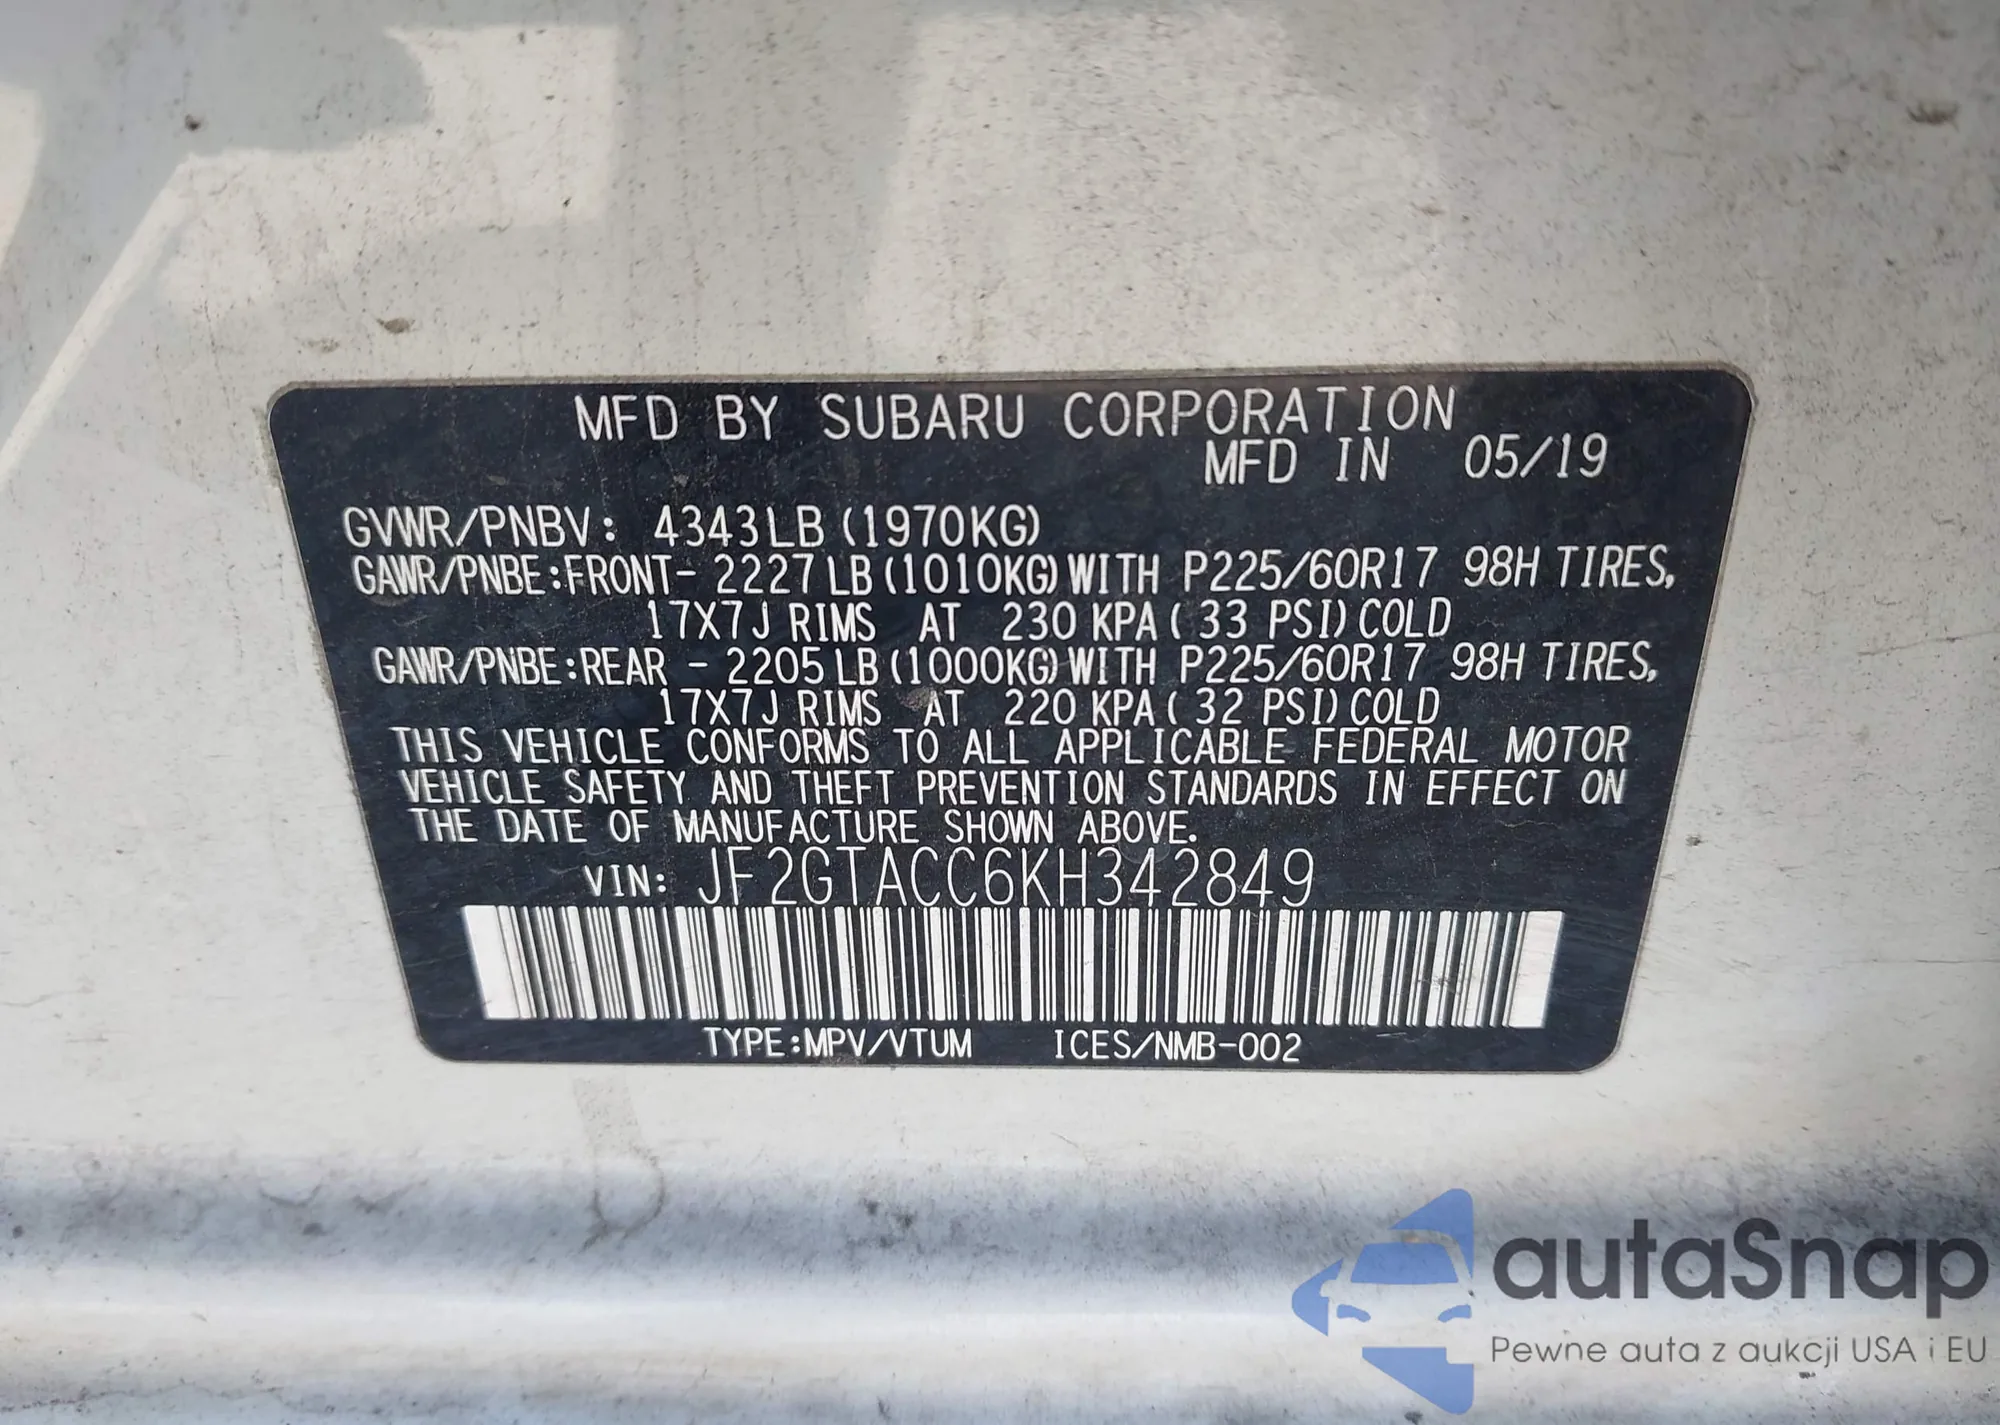 MFD BY SUBARU CORPORATION
MFD IN 05/19
GVWR/PNBV: 4343LB (1970KG)
GAWR/PNBE:FRONT- 2227LB(1010KG)WITH P225/60R17 98H TIRES,
17X7J RIMS AT 230 KPA( 33 PSI)COLD
GAWR/PNBE:REAR - 2205LB(1000KG)WITH P225/60R17 98H TIRES,
17X7J RIMS AT 220 KPA( 32 PSI)COLD
THIS VEHICLE CONFORMS TO ALL APPLICABLE FEDERAL MOTOR
VEHICLE SAFETY AND THEFT PREVENTION STANDARDS IN EFFECT ON
THE DATE OF MANUFACTURE SHOWN ABOVE.
VIN: JF2GTACC6KH342849
TYPE:MPV/VTUM ICES/NMB-002
autaSnap
Pewne auta z aukcji USA i EU